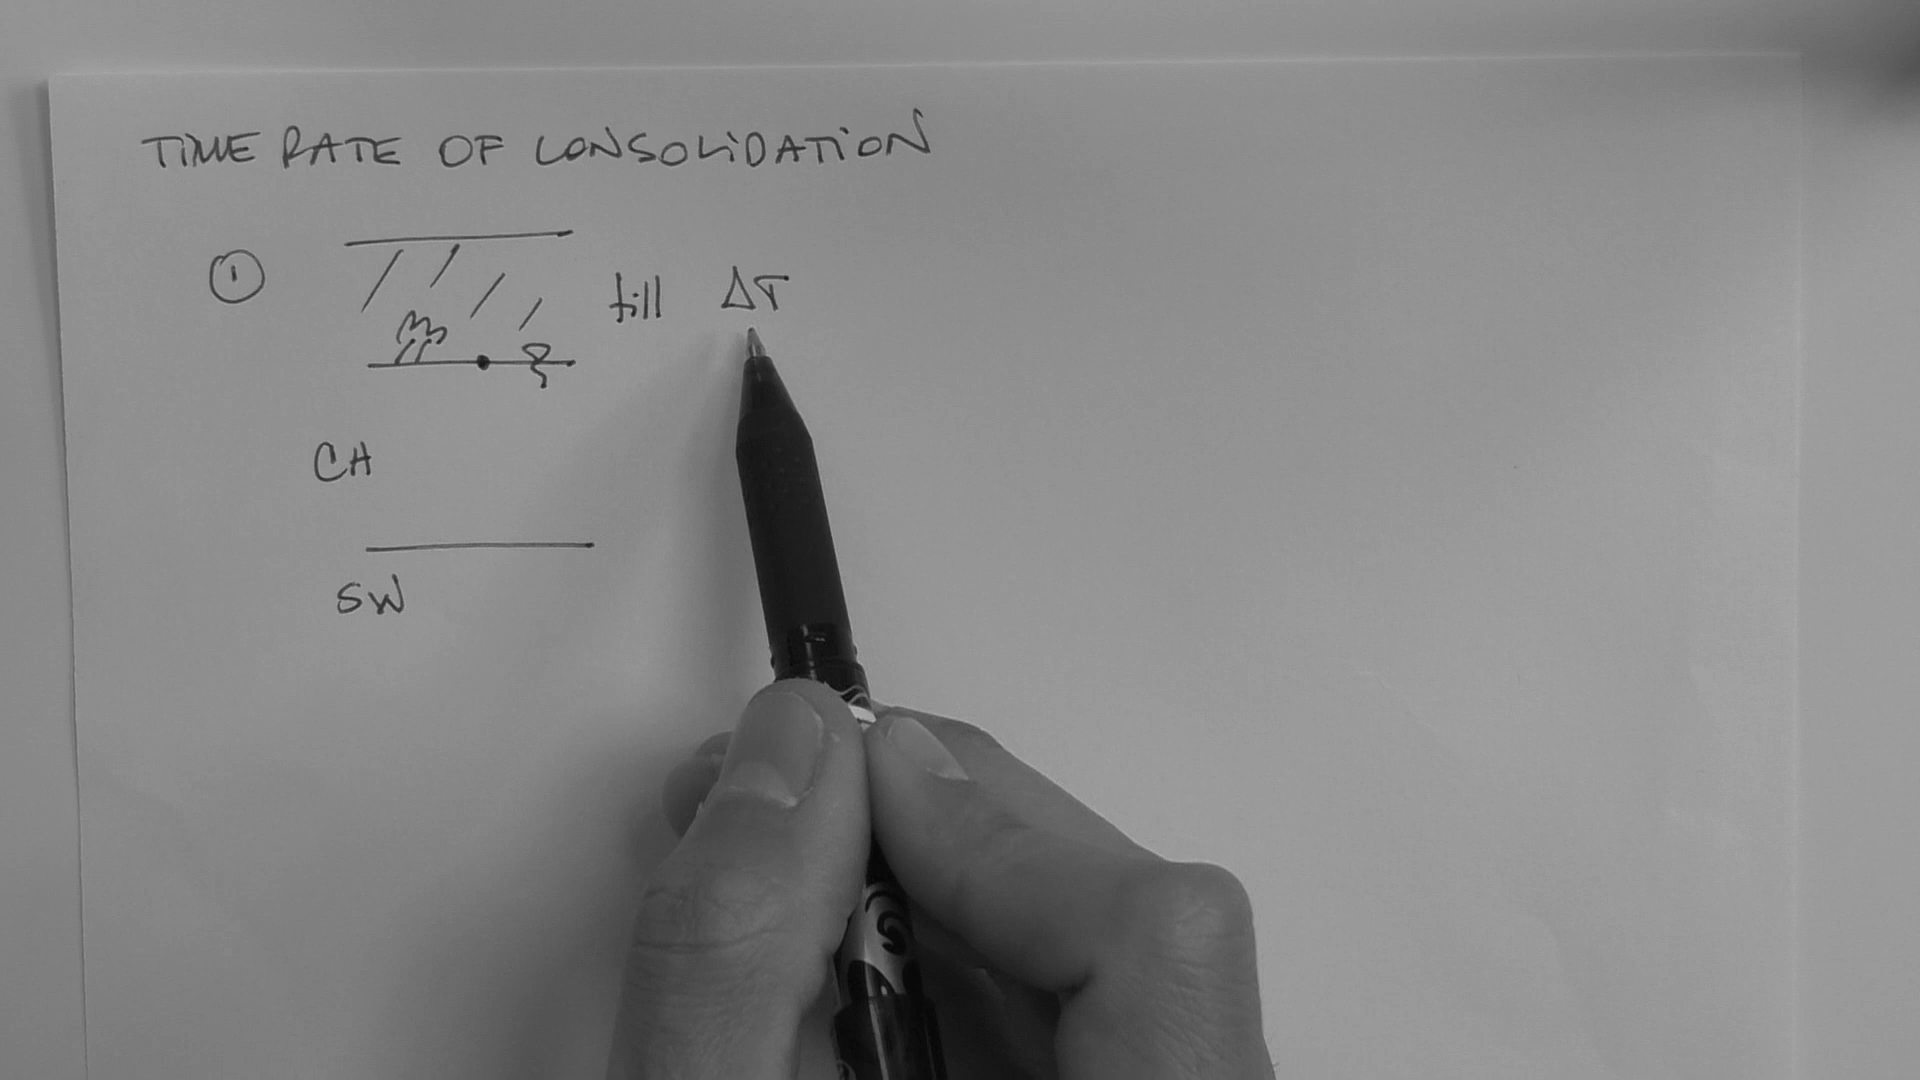 TIME RATE OF CONSOLIDATION
① fill Δσ
CH
SW